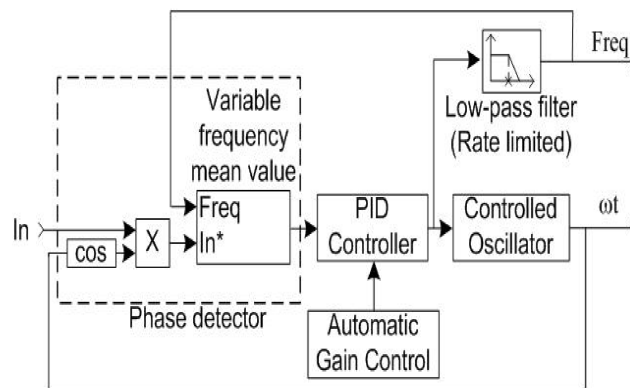 Freq
Variable
frequency
mean value
Low-pass filter
(Rate limited)
In
cos
X
Freq
In*
PID
Controller
Controlled
Oscillator
ωt
Phase detector
Automatic
Gain Control